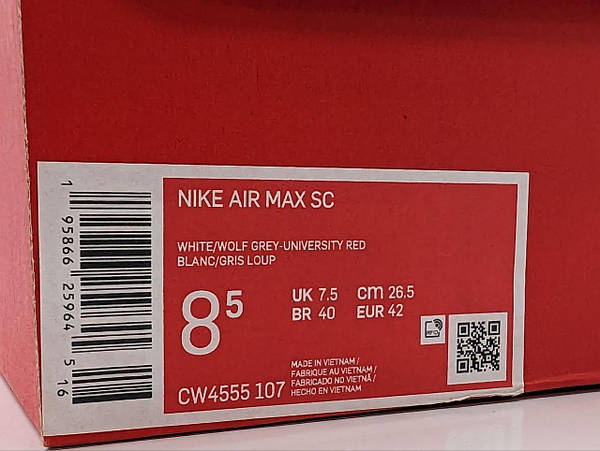 NIKE AIR MAX SC
WHITE/WOLF GREY-UNIVERSITY RED
BLANC/GRIS LOUP
8⁵
UK 7.5 cm 26.5
BR 40 EUR 42
MADE IN VIETNAM /
FABRIQUE AU VIETNAM /
FABRICADO NO VIETNÃ /
HECHO EN VIETNAM
CW4555 107
1 95866 25964 5 16